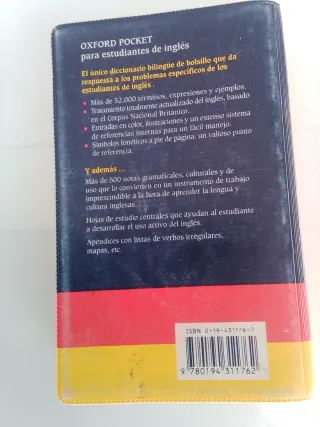 OXFORD POCKET
para estudiantes de inglés
El único diccionario bilingüe de bolsillo que da
respuesta a los problemas específicos de los
estudiantes de inglés.
• Más de 52.000 términos, expresiones y ejemplos.
• Tratamiento totalmente actualizado del inglés, basado
en el Corpus Nacional Británico.
• Entradas en color, ilustraciones y un extenso sistema
de referencias internas para un fácil manejo.
• Símbolos fonéticos a pie de página: un valioso punto
de referencia.
Y además ...
Más de 500 notas gramaticales, culturales y de
uso que lo convierten en un instrumento de trabajo
imprescindible a la hora de aprender la lengua y
cultura inglesas.
Hojas de estudio centrales que ayudan al estudiante
a desarrollar el uso activo del inglés.
Apéndices con listas de verbos irregulares,
mapas, etc.
ISBN 0-19-431176-7
9 780194 311762